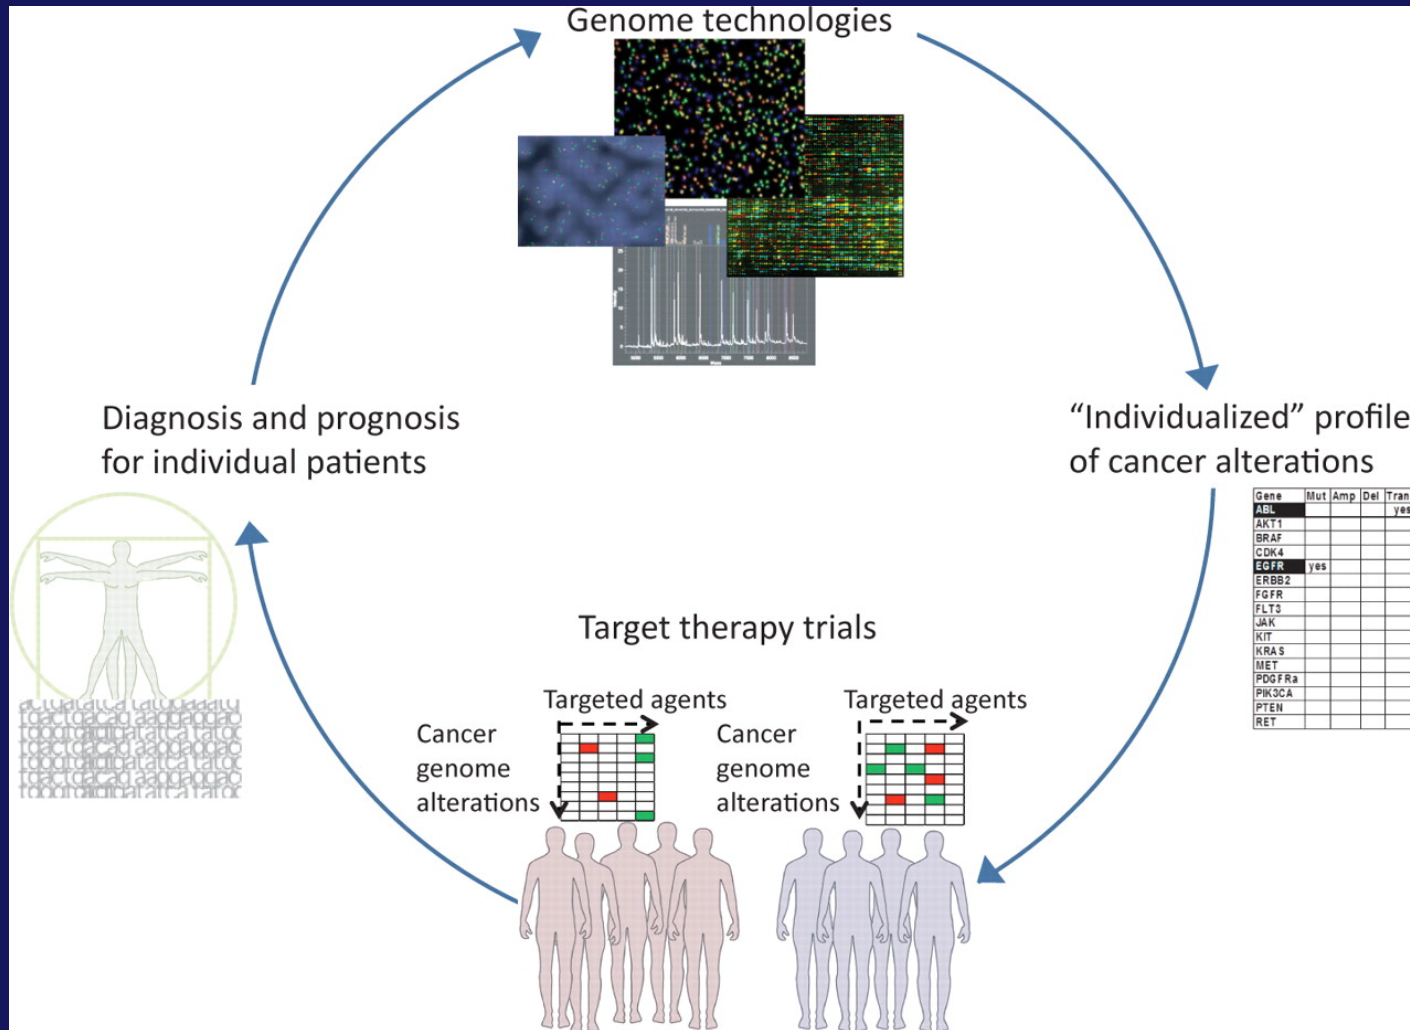 Genome technologies
Diagnosis and prognosis
for individual patients
“Individualized” profile
of cancer alterations
Gene Mut Amp Del Tran
ABL yes
AKT1
BRAF
CDK4
EGFR yes
ERBB2
FGFR
FLT3
JAK
KIT
KRAS
MET
PDGFRa
PIK3CA
PTEN
RET
Target therapy trials
Targeted agents
Cancer
genome
alterations
Targeted agents
Cancer
genome
alterations